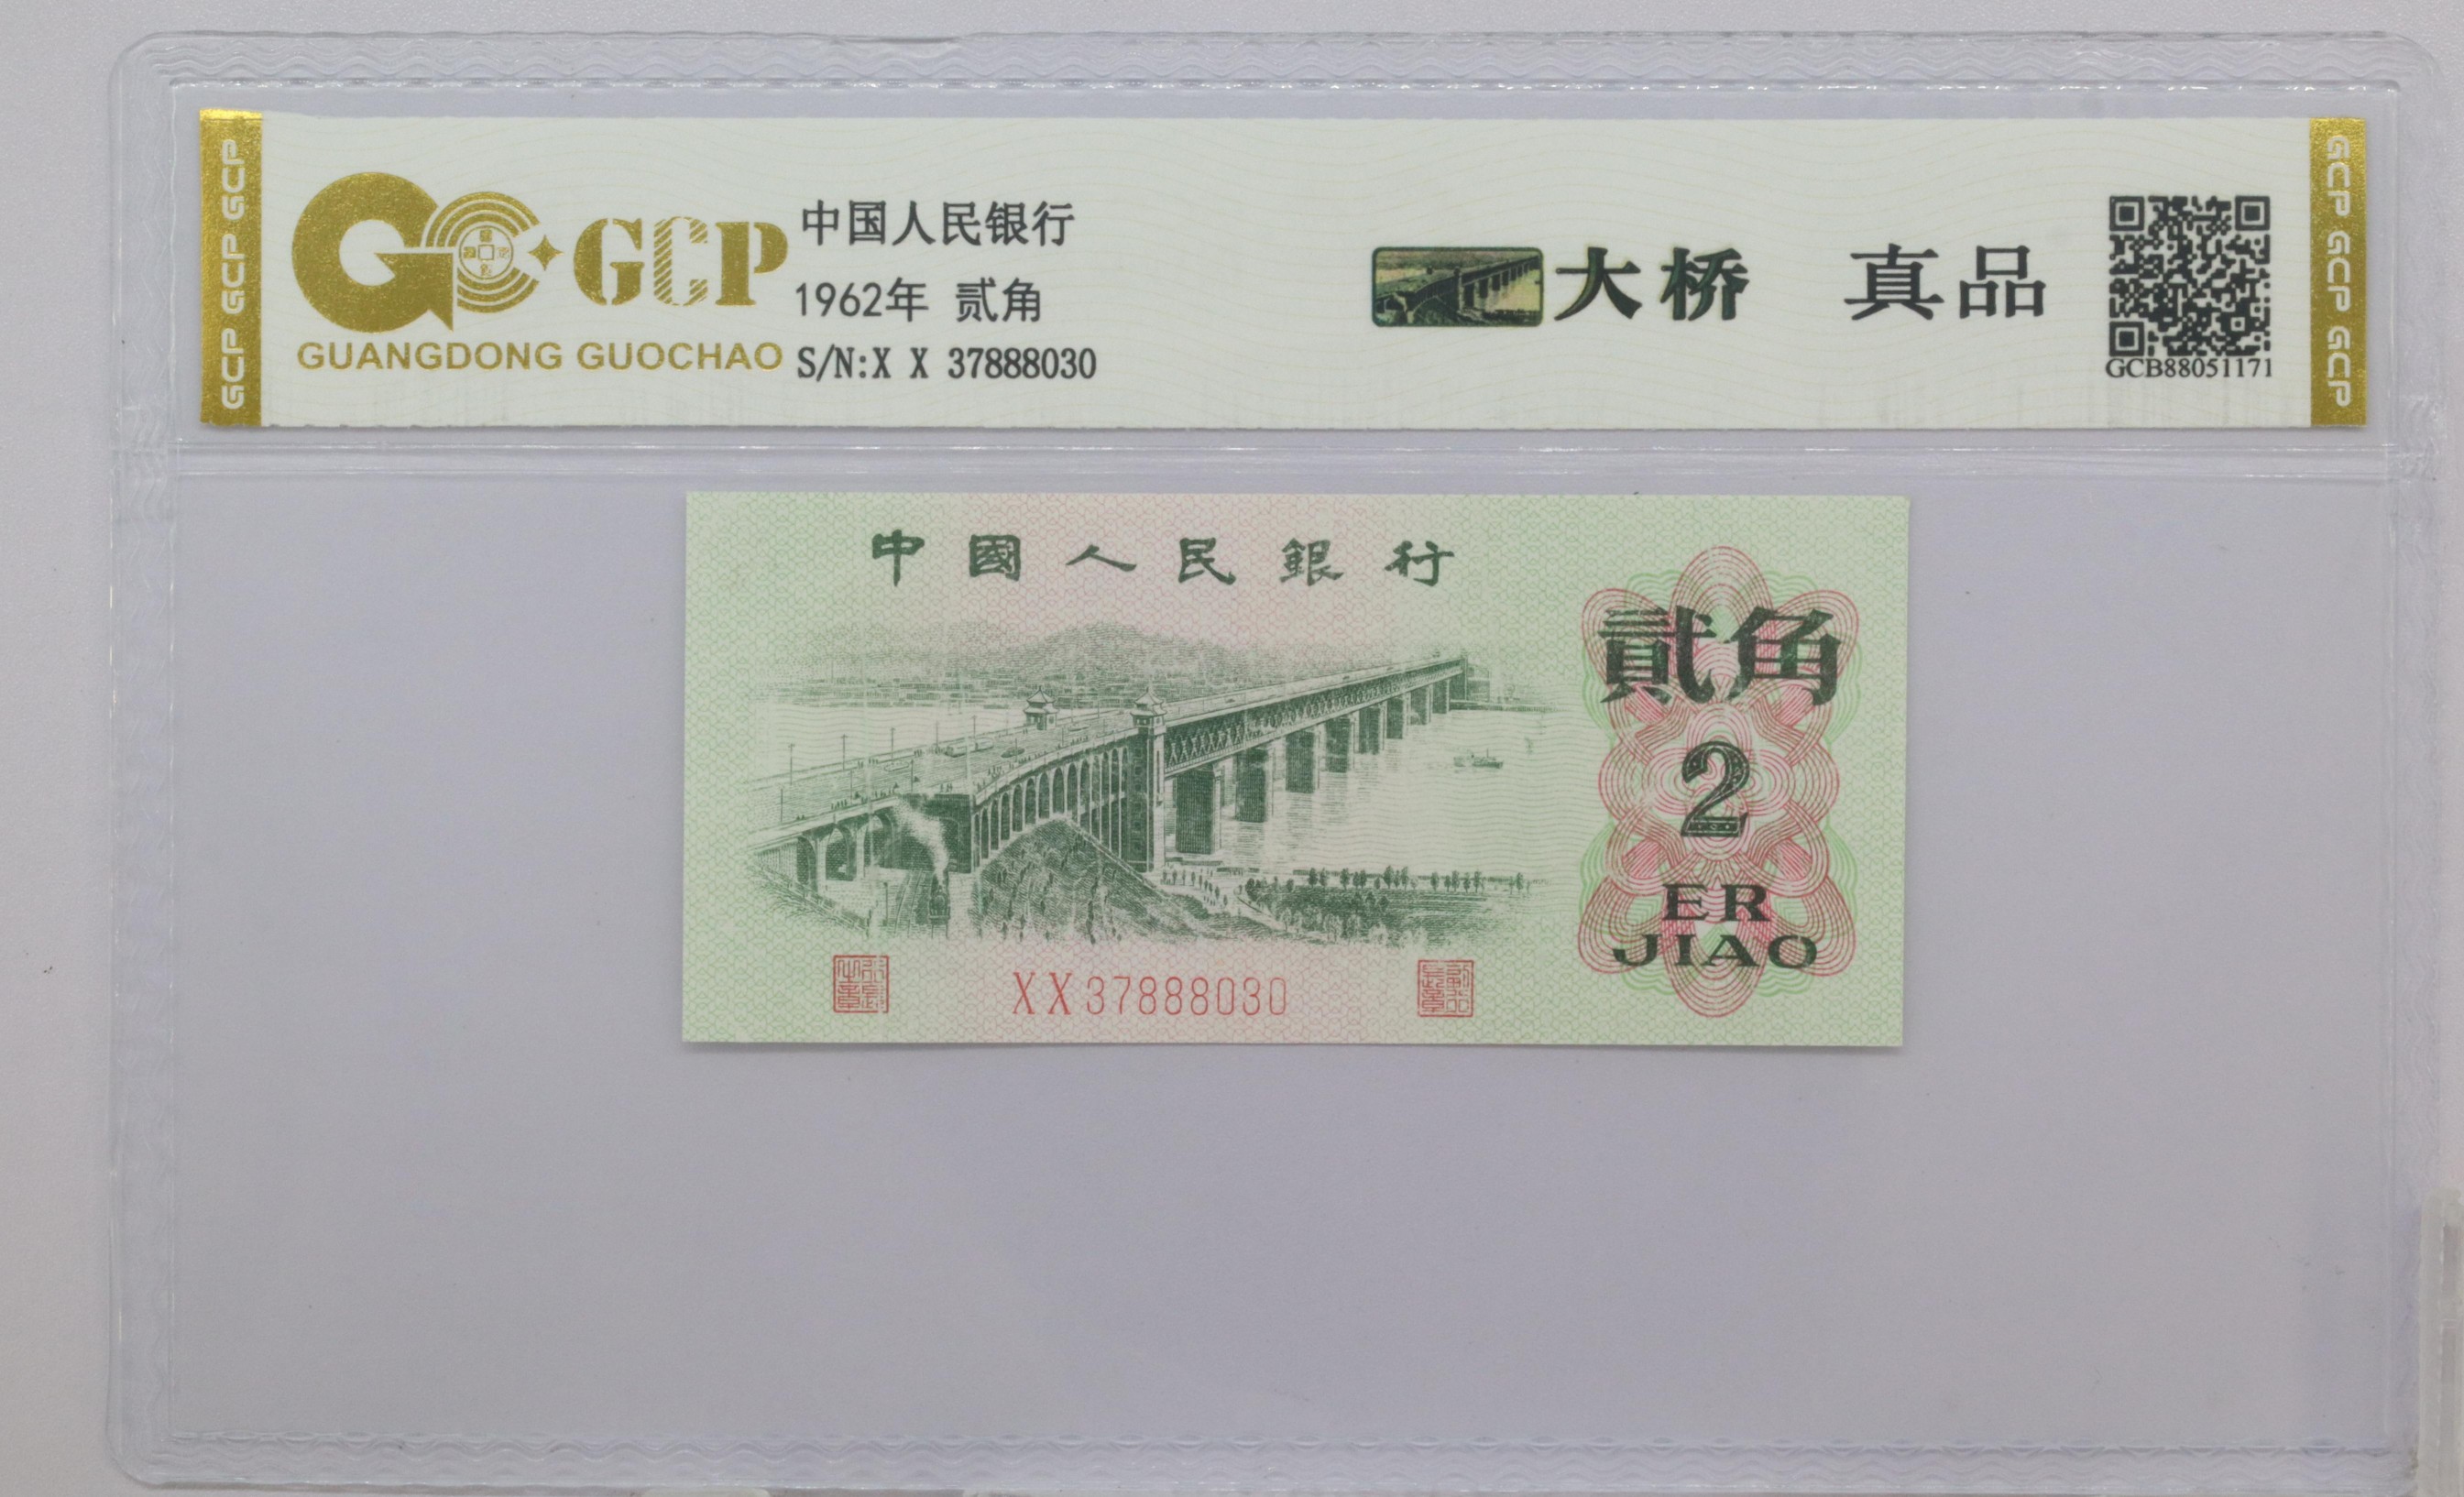 GCP GCP GCP
GCP
GUANGDONG GUOCHAO
中国人民银行
1962年 贰角
S/N:X X 37888030
大桥 真品
GCB88051171
GCP GCP GCP
中國人民銀行
貳角
2
ER
JIAO
XX37888030